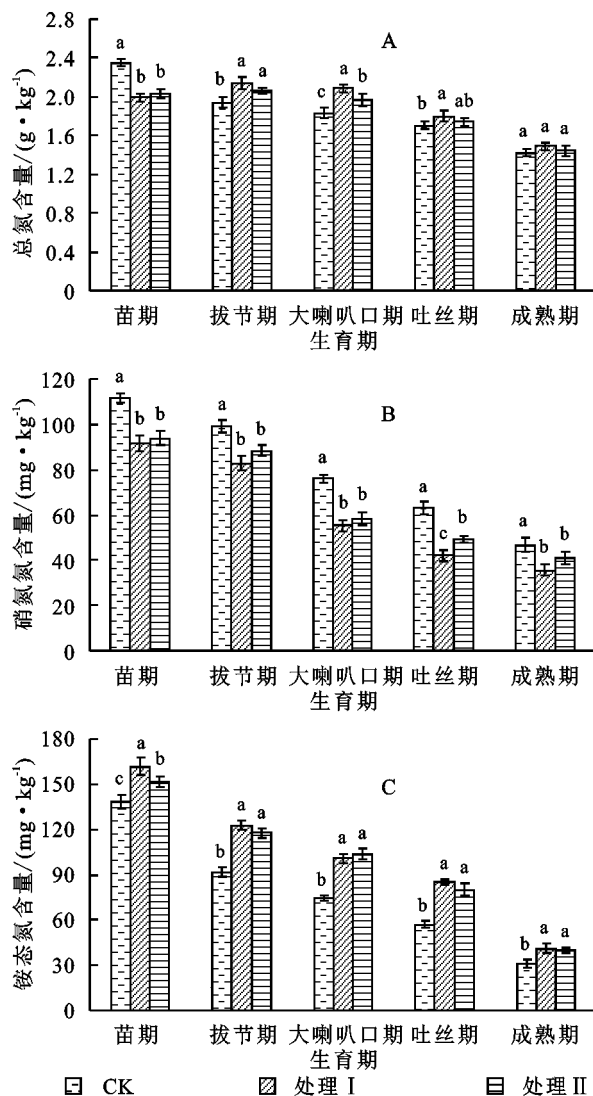 总氮含量/(g·kg⁻¹)
2.8
2.4
2.0
1.6
1.2
0.8
0.4
0
A
a b b
b a a
c a b
b a ab
a a a
苗期 拔节期 大喇叭口期 吐丝期 成熟期
生育期
硝氮氮含量/(mg·kg⁻¹)
120
100
80
60
40
20
0
B
a b b
a b b
a b b
a c b
a b b
苗期 拔节期 大喇叭口期 吐丝期 成熟期
生育期
铵态氮含量/(mg·kg⁻¹)
180
150
120
90
60
30
0
C
c a b
b a a
b a a
b a a
b a a
苗期 拔节期 大喇叭口期 吐丝期 成熟期
生育期
CK 处理Ⅰ 处理Ⅱ